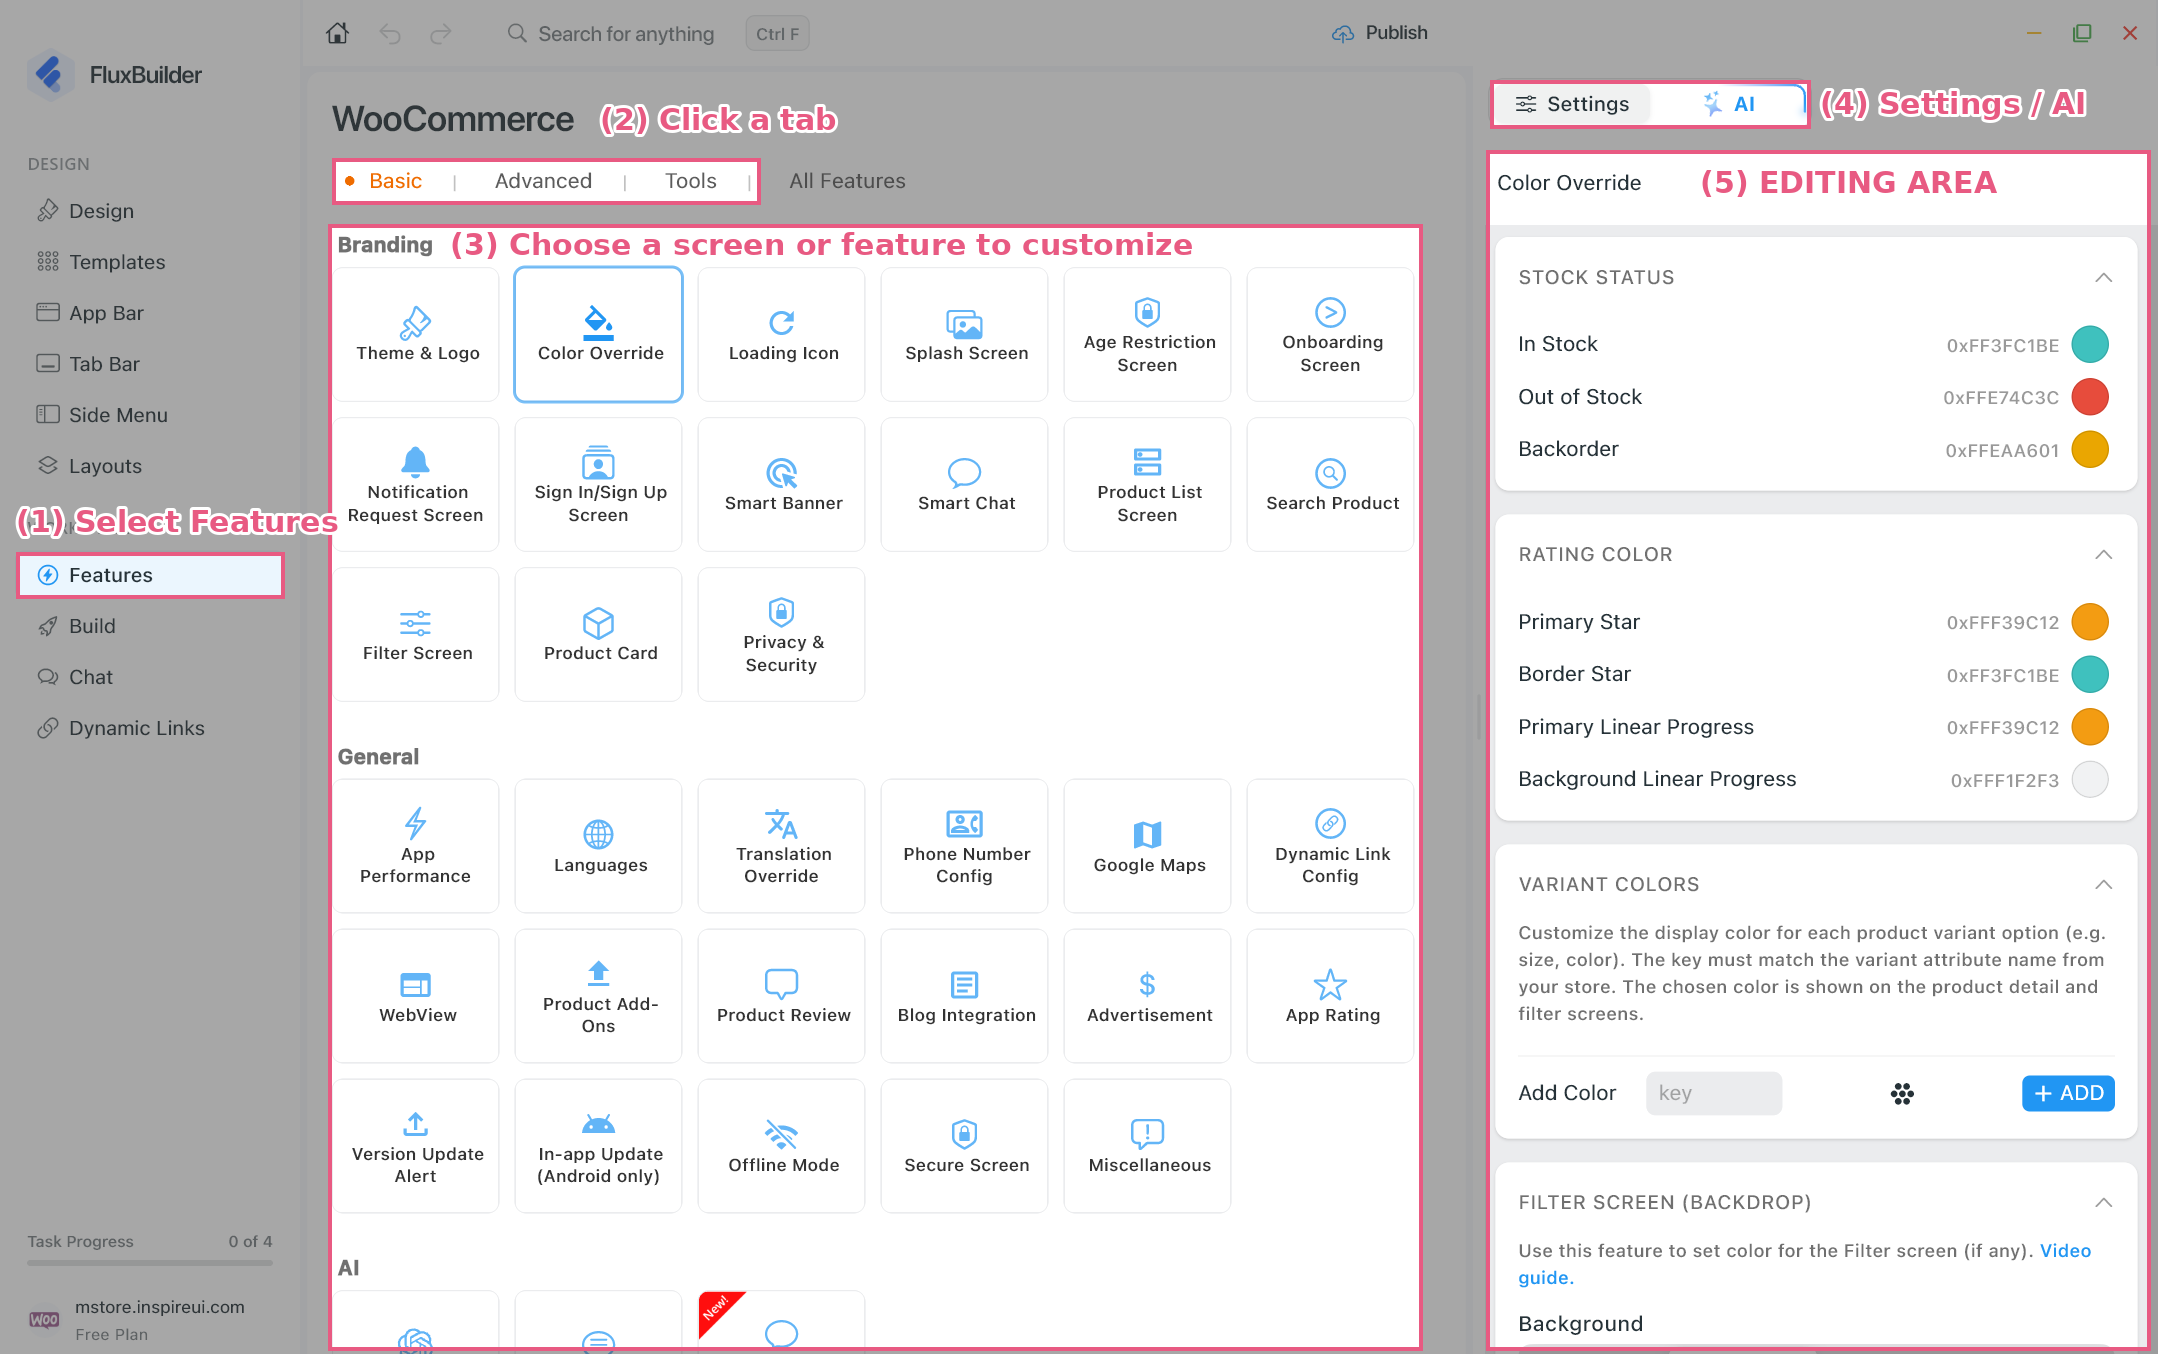 Search for anything
Ctrl F
Publish
FluxBuilder
DESIGN
Design
Templates
App Bar
Tab Bar
Side Menu
Layouts
(1) Select Features
Features
Build
Chat
Dynamic Links
Task Progress 0 of 4
Woo
mstore.inspireui.com
Free Plan
WooCommerce
(2) Click a tab
Basic | Advanced | Tools | All Features
Branding
(3) Choose a screen or feature to customize
Theme & Logo
Color Override
Loading Icon
Splash Screen
Age Restriction
Screen
Onboarding
Screen
Notification
Request Screen
Sign In/Sign Up
Screen
Smart Banner
Smart Chat
Product List
Screen
Search Product
Filter Screen
Product Card
Privacy &
Security
General
App
Performance
Languages
Translation
Override
Phone Number
Config
Google Maps
Dynamic Link
Config
WebView
Product Add-
Ons
Product Review
Blog Integration
Advertisement
App Rating
Version Update
Alert
In-app Update
(Android only)
Offline Mode
Secure Screen
Miscellaneous
AI
New!
Settings
AI
(4) Settings / AI
Color Override
(5) EDITING AREA
STOCK STATUS
In Stock 0xFF3FC1BE
Out of Stock 0xFFE74C3C
Backorder 0xFFEAA601
RATING COLOR
Primary Star 0xFFF39C12
Border Star 0xFF3FC1BE
Primary Linear Progress 0xFFF39C12
Background Linear Progress 0xFFF1F2F3
VARIANT COLORS
Customize the display color for each product variant option (e.g.
size, color). The key must match the variant attribute name from
your store. The chosen color is shown on the product detail and
filter screens.
Add Color key + ADD
FILTER SCREEN (BACKDROP)
Use this feature to set color for the Filter screen (if any). Video
guide.
Background